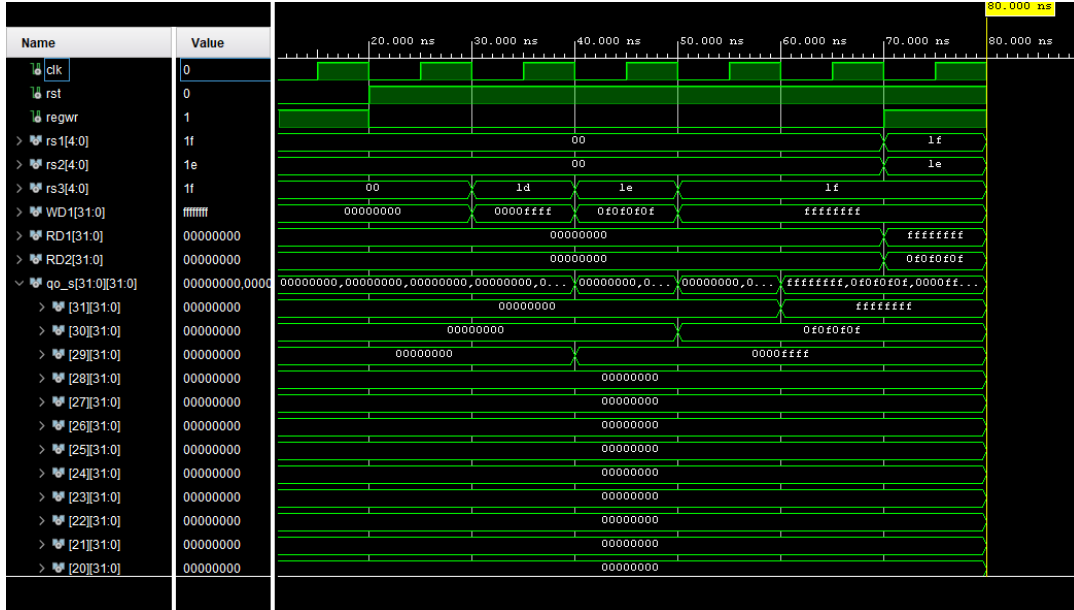 80.000 ns
Name Value
20.000 ns 30.000 ns 40.000 ns 50.000 ns 60.000 ns 70.000 ns 80.000 ns
clk 0
rst 0
regwr 1
rs1[4:0] 1f 00 1f
rs2[4:0] 1e 00 1e
rs3[4:0] 1f 00 1d 1e 1f
WD1[31:0] ffffffff 00000000 0000ffff 0f0f0f0f ffffffff
RD1[31:0] 00000000 00000000 ffffffff
RD2[31:0] 00000000 00000000 0f0f0f0f
qo_s[31:0][31:0] 00000000,0000 00000000,00000000,00000000,00000000,0... 00000000,0... 00000000,0... ffffffff,0f0f0f0f,0000ff...
[31][31:0] 00000000 00000000 ffffffff
[30][31:0] 00000000 00000000 0f0f0f0f
[29][31:0] 00000000 00000000 0000ffff
[28][31:0] 00000000 00000000
[27][31:0] 00000000 00000000
[26][31:0] 00000000 00000000
[25][31:0] 00000000 00000000
[24][31:0] 00000000 00000000
[23][31:0] 00000000 00000000
[22][31:0] 00000000 00000000
[21][31:0] 00000000 00000000
[20][31:0] 00000000 00000000